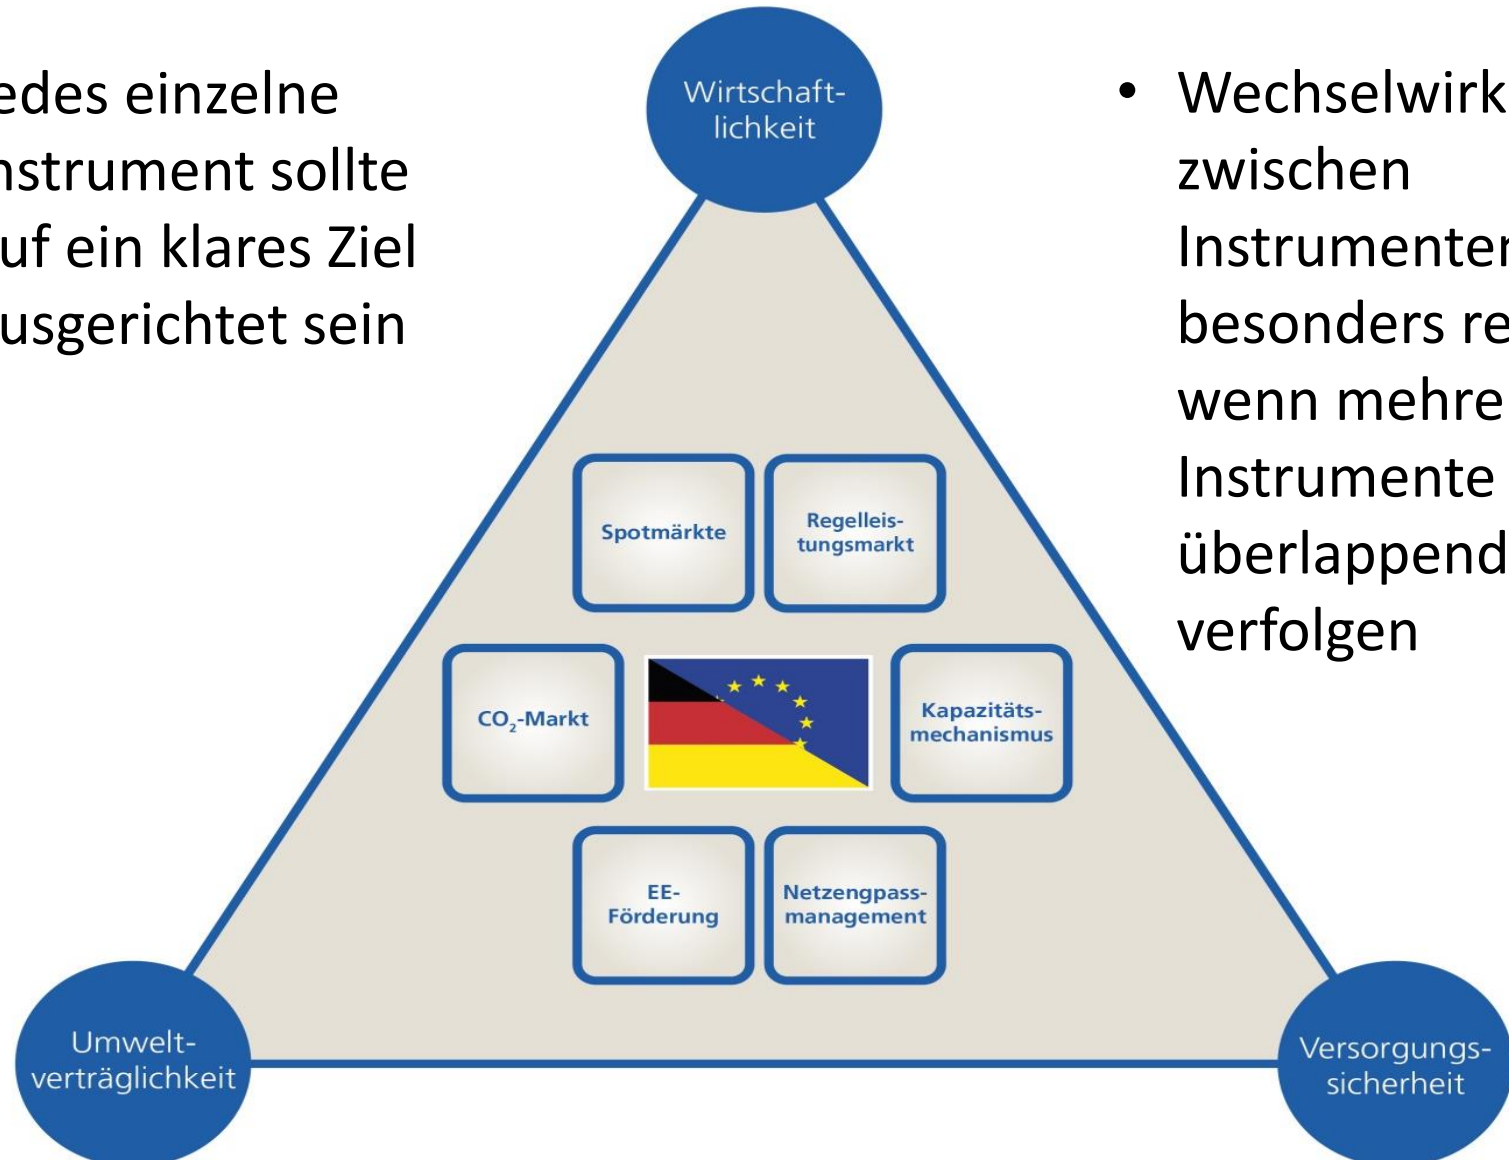 edes einzelne
nstrument sollte
uf ein klares Ziel
usgerichtet sein
Wirtschaft-
lichkeit
• Wechselwirk
zwischen
Instrumenten
besonders re
wenn mehre
Instrumente
überlappend
verfolgen
Spotmärkte
Regelleis-
tungsmarkt
CO₂-Markt
Kapazitäts-
mechanismus
EE-
Förderung
Netzengpass-
management
Umwelt-
verträglichkeit
Versorgungs-
sicherheit